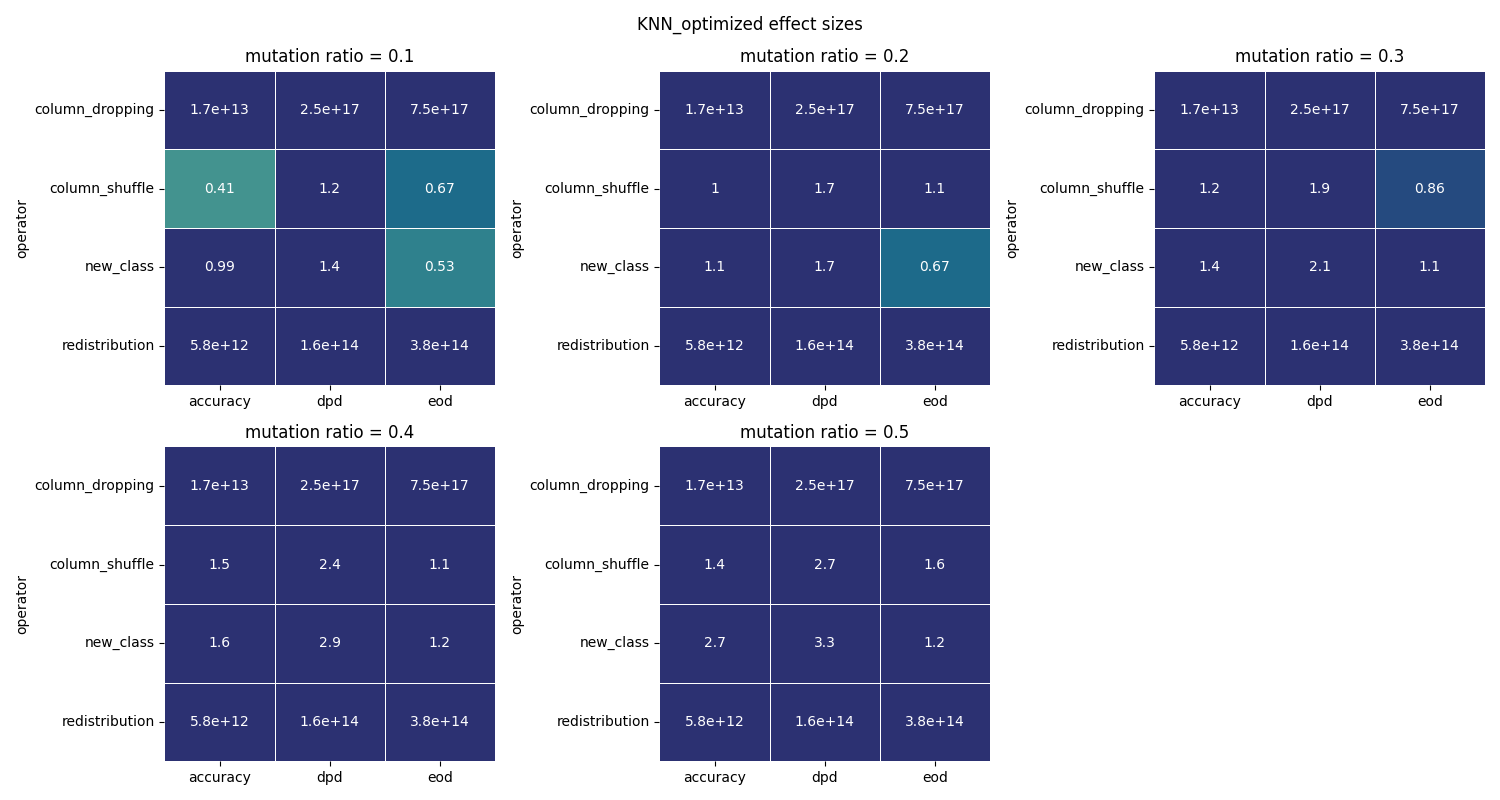 KNN_optimized effect sizes
mutation ratio = 0.1
column_dropping 1.7e+13 2.5e+17 7.5e+17
column_shuffle 0.41 1.2 0.67
new_class 0.99 1.4 0.53
redistribution 5.8e+12 1.6e+14 3.8e+14
operator
accuracy dpd eod
mutation ratio = 0.2
column_dropping 1.7e+13 2.5e+17 7.5e+17
column_shuffle 1 1.7 1.1
new_class 1.1 1.7 0.67
redistribution 5.8e+12 1.6e+14 3.8e+14
operator
accuracy dpd eod
mutation ratio = 0.3
column_dropping 1.7e+13 2.5e+17 7.5e+17
column_shuffle 1.2 1.9 0.86
new_class 1.4 2.1 1.1
redistribution 5.8e+12 1.6e+14 3.8e+14
operator
accuracy dpd eod
mutation ratio = 0.4
column_dropping 1.7e+13 2.5e+17 7.5e+17
column_shuffle 1.5 2.4 1.1
new_class 1.6 2.9 1.2
redistribution 5.8e+12 1.6e+14 3.8e+14
operator
accuracy dpd eod
mutation ratio = 0.5
column_dropping 1.7e+13 2.5e+17 7.5e+17
column_shuffle 1.4 2.7 1.6
new_class 2.7 3.3 1.2
redistribution 5.8e+12 1.6e+14 3.8e+14
operator
accuracy dpd eod